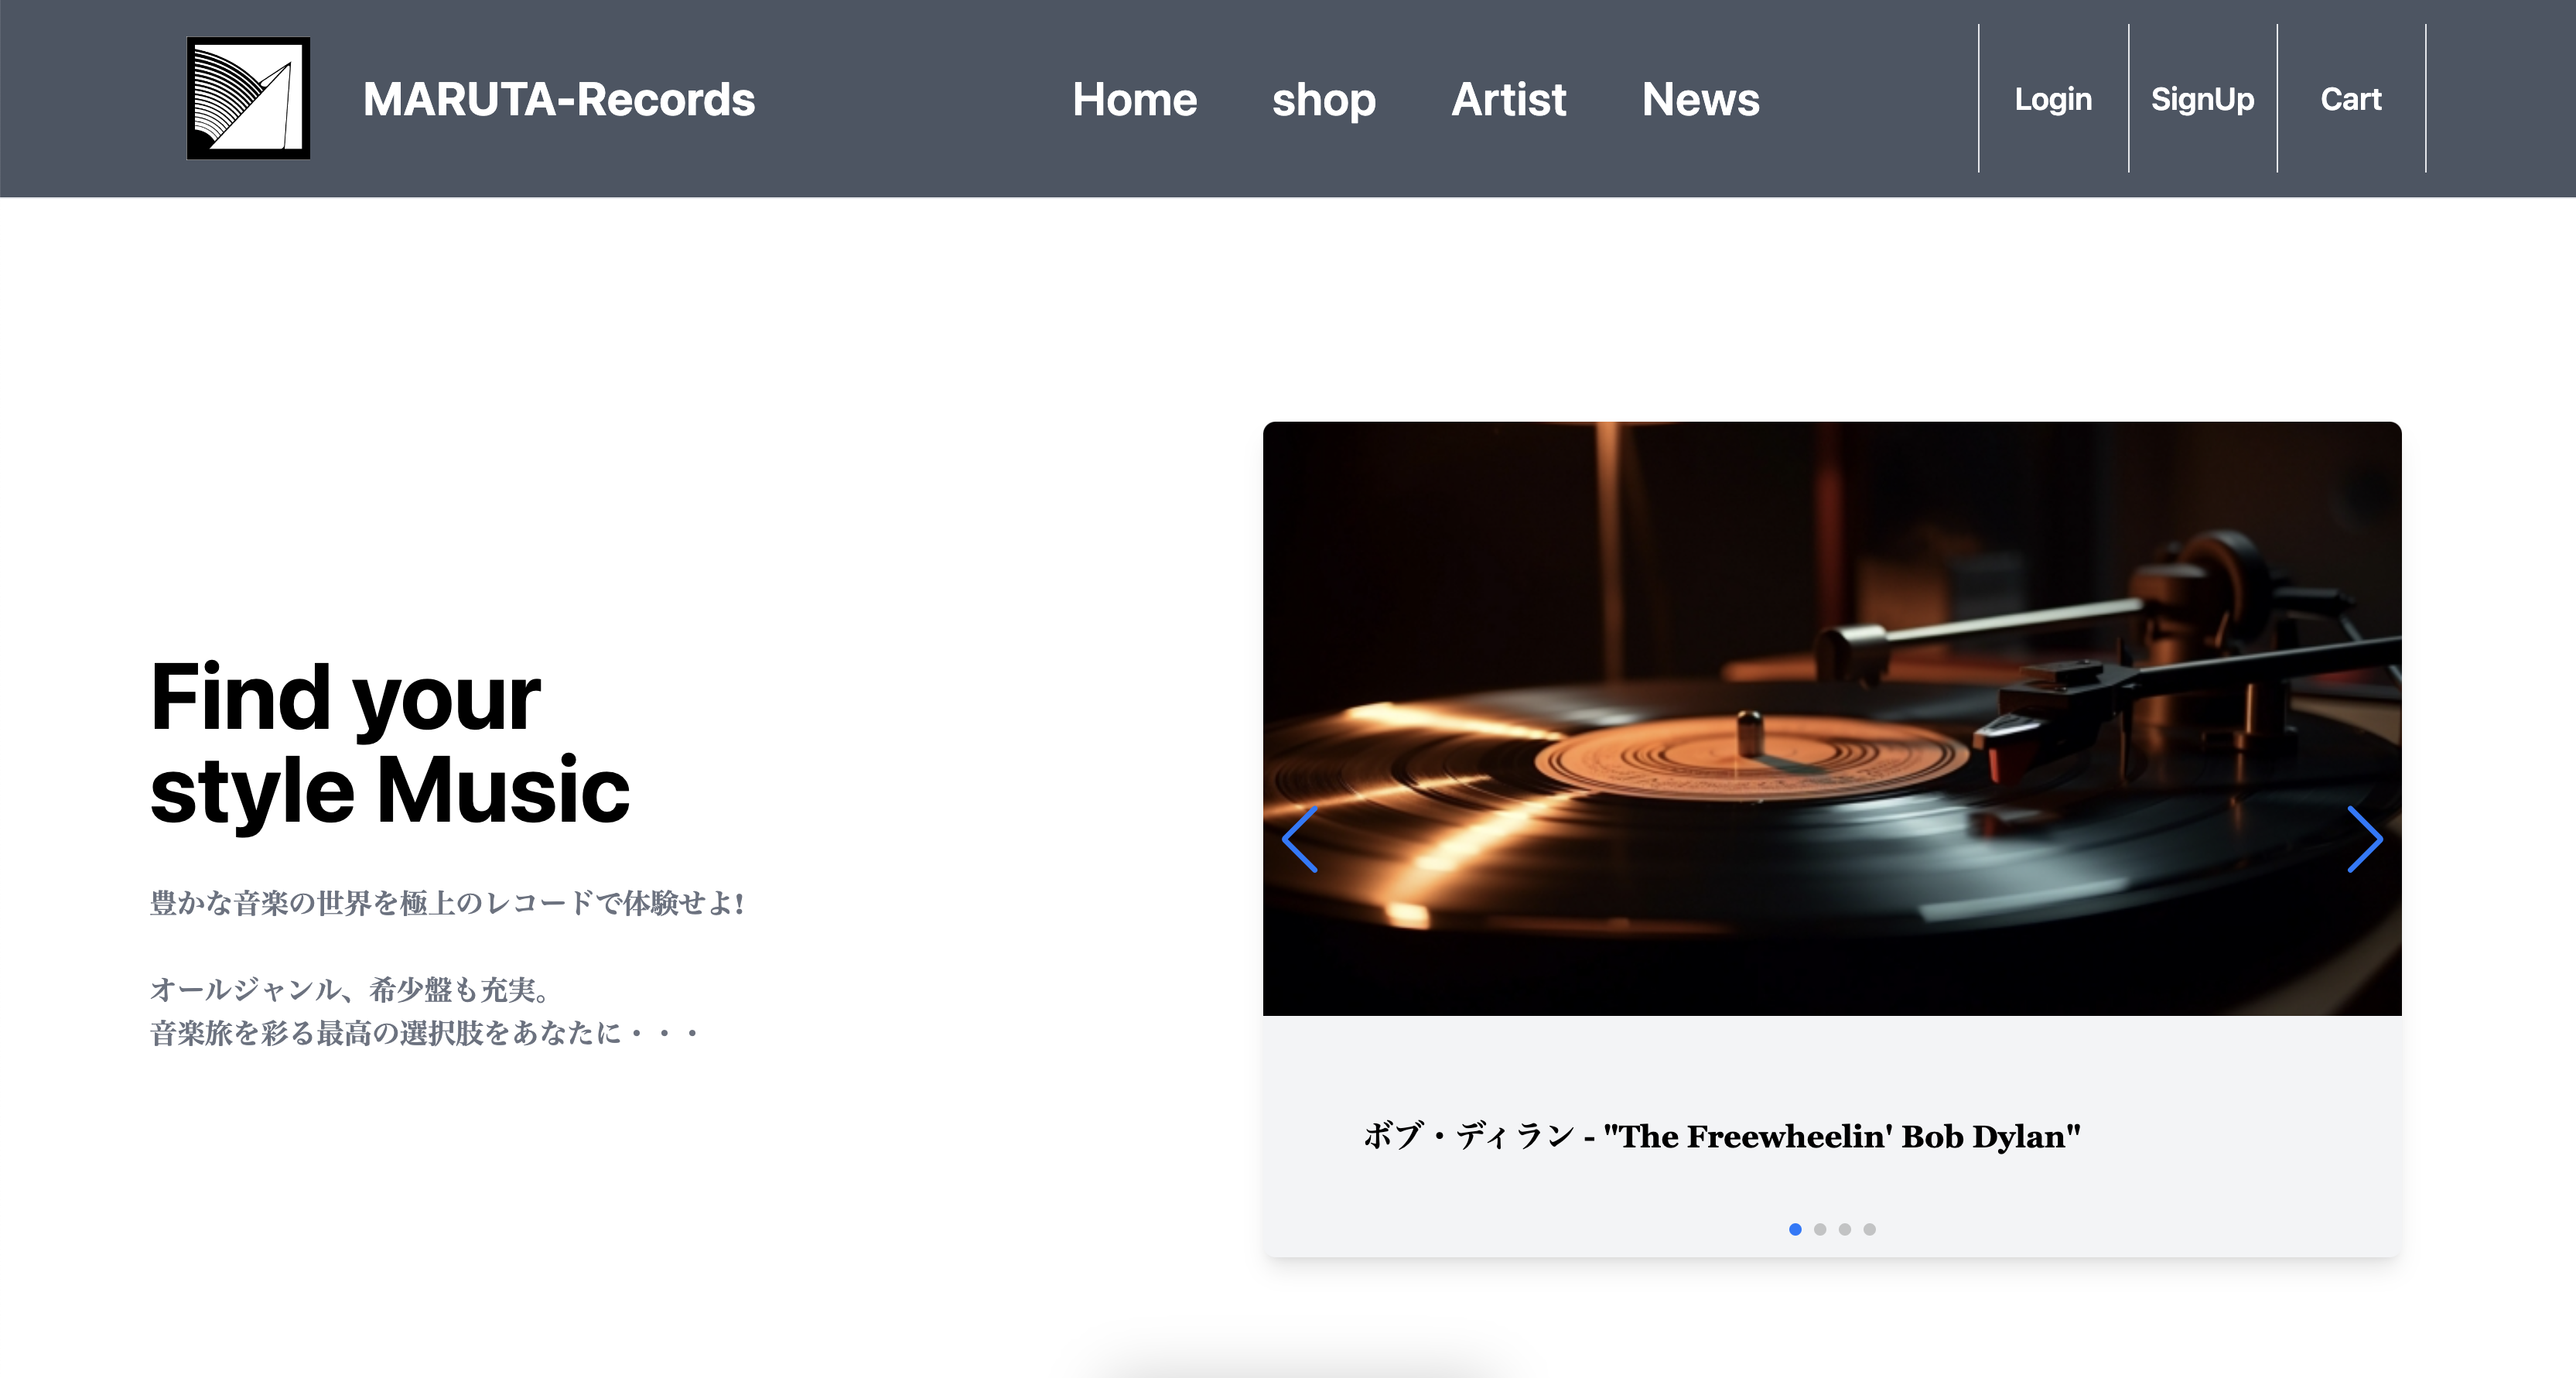 MARUTA-Records
Home
shop
Artist
News
Login
SignUp
Cart
Find your
style Music
豊かな音楽の世界を極上のレコードで体験せよ!
オールジャンル、希少盤も充実。
音楽旅を彩る最高の選択肢をあなたに・・・
ボブ・ディラン - "The Freewheelin' Bob Dylan"